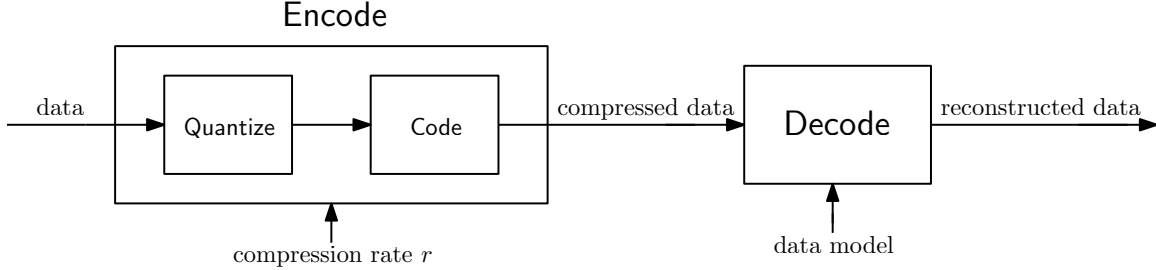 Encode
data
Quantize
Code
compressed data
Decode
reconstructed data
compression rate r
data model